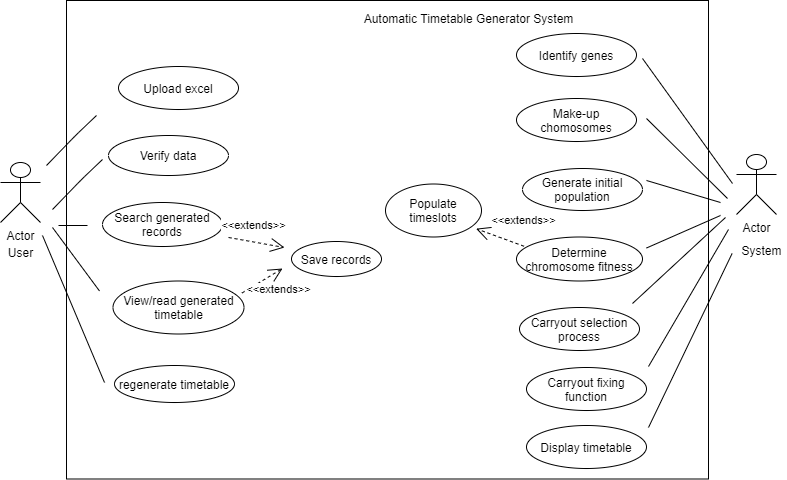 Automatic Timetable Generator System
Upload excel
Verify data
Search generated
records
<<extends>>
Save records
View/read generated
timetable
<<extends>>
regenerate timetable
Actor
User
Populate
timeslots
<<extends>>
Identify genes
Make-up
chomosomes
Generate initial
population
Determine
chromosome fitness
Carryout selection
process
Carryout fixing
function
Display timetable
Actor
System